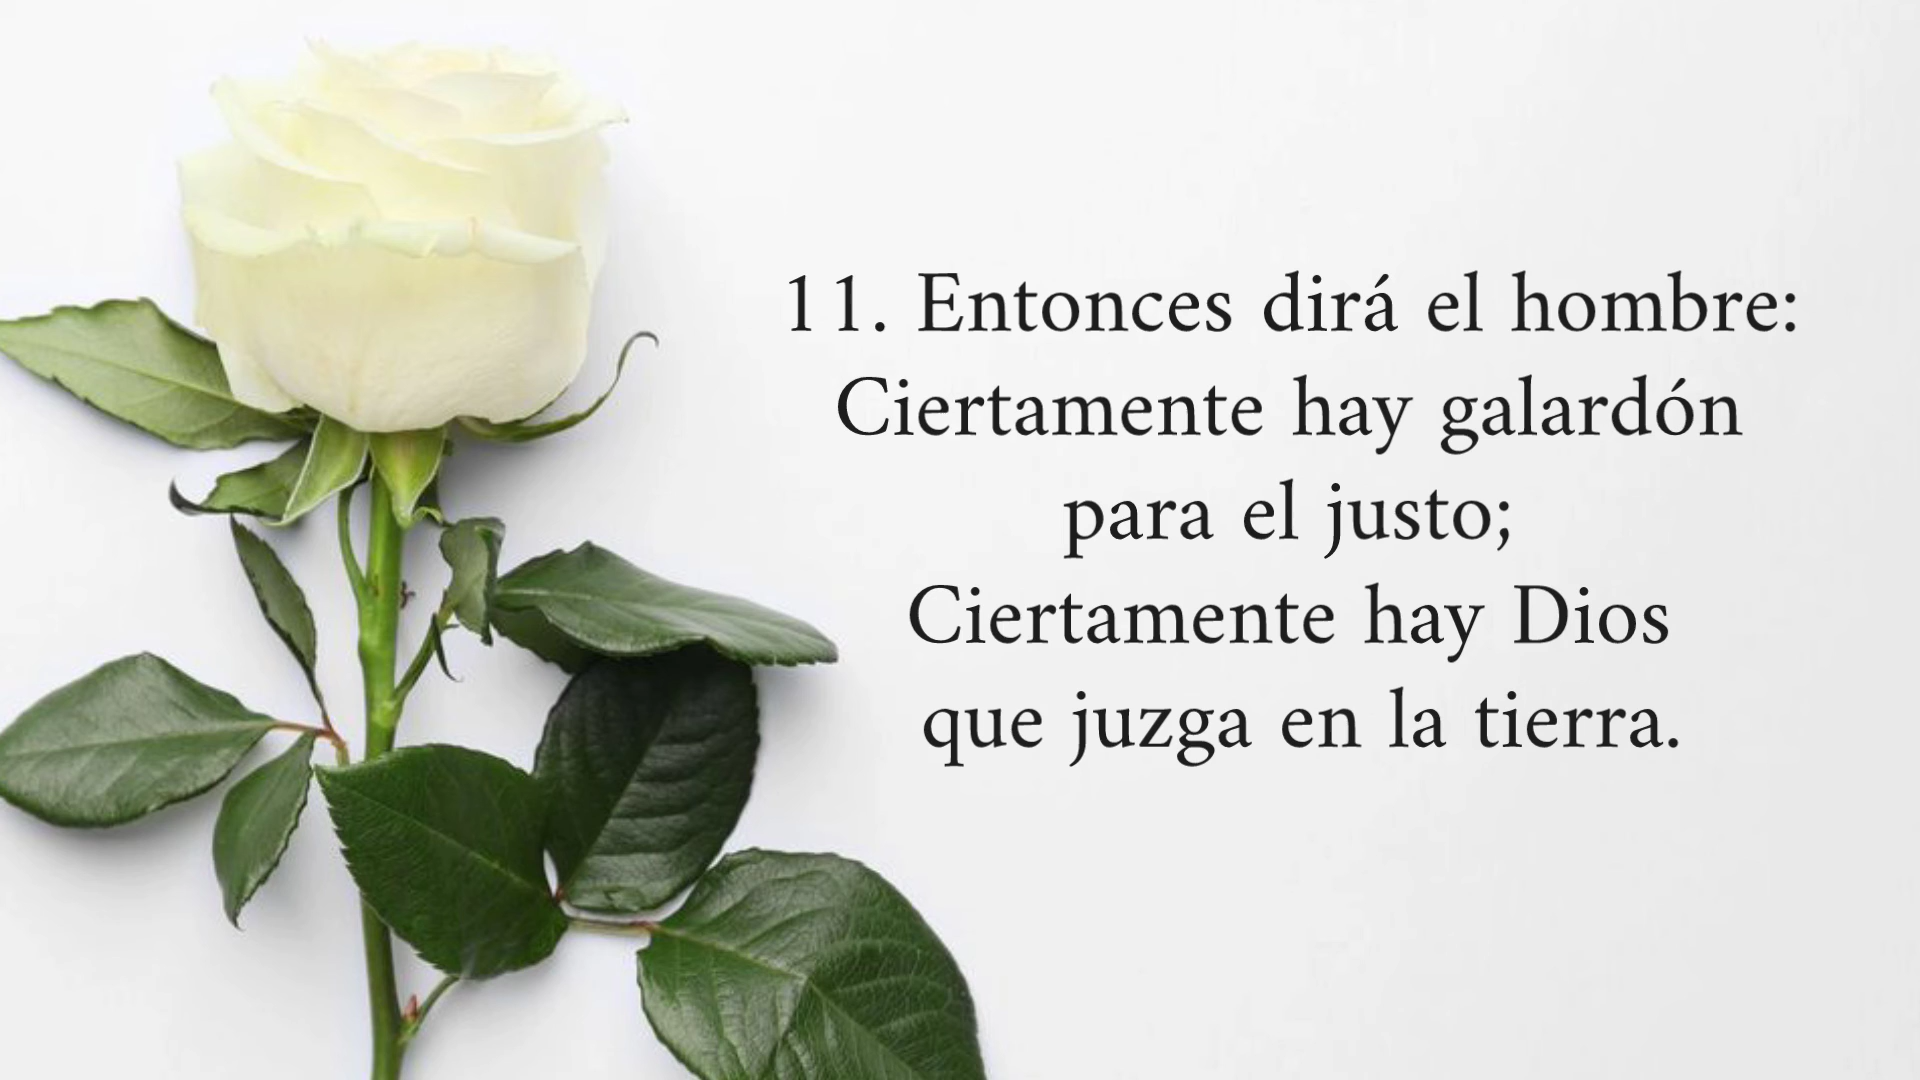 11. Entonces dirá el hombre:
Ciertamente hay galardón
para el justo;
Ciertamente hay Dios
que juzga en la tierra.